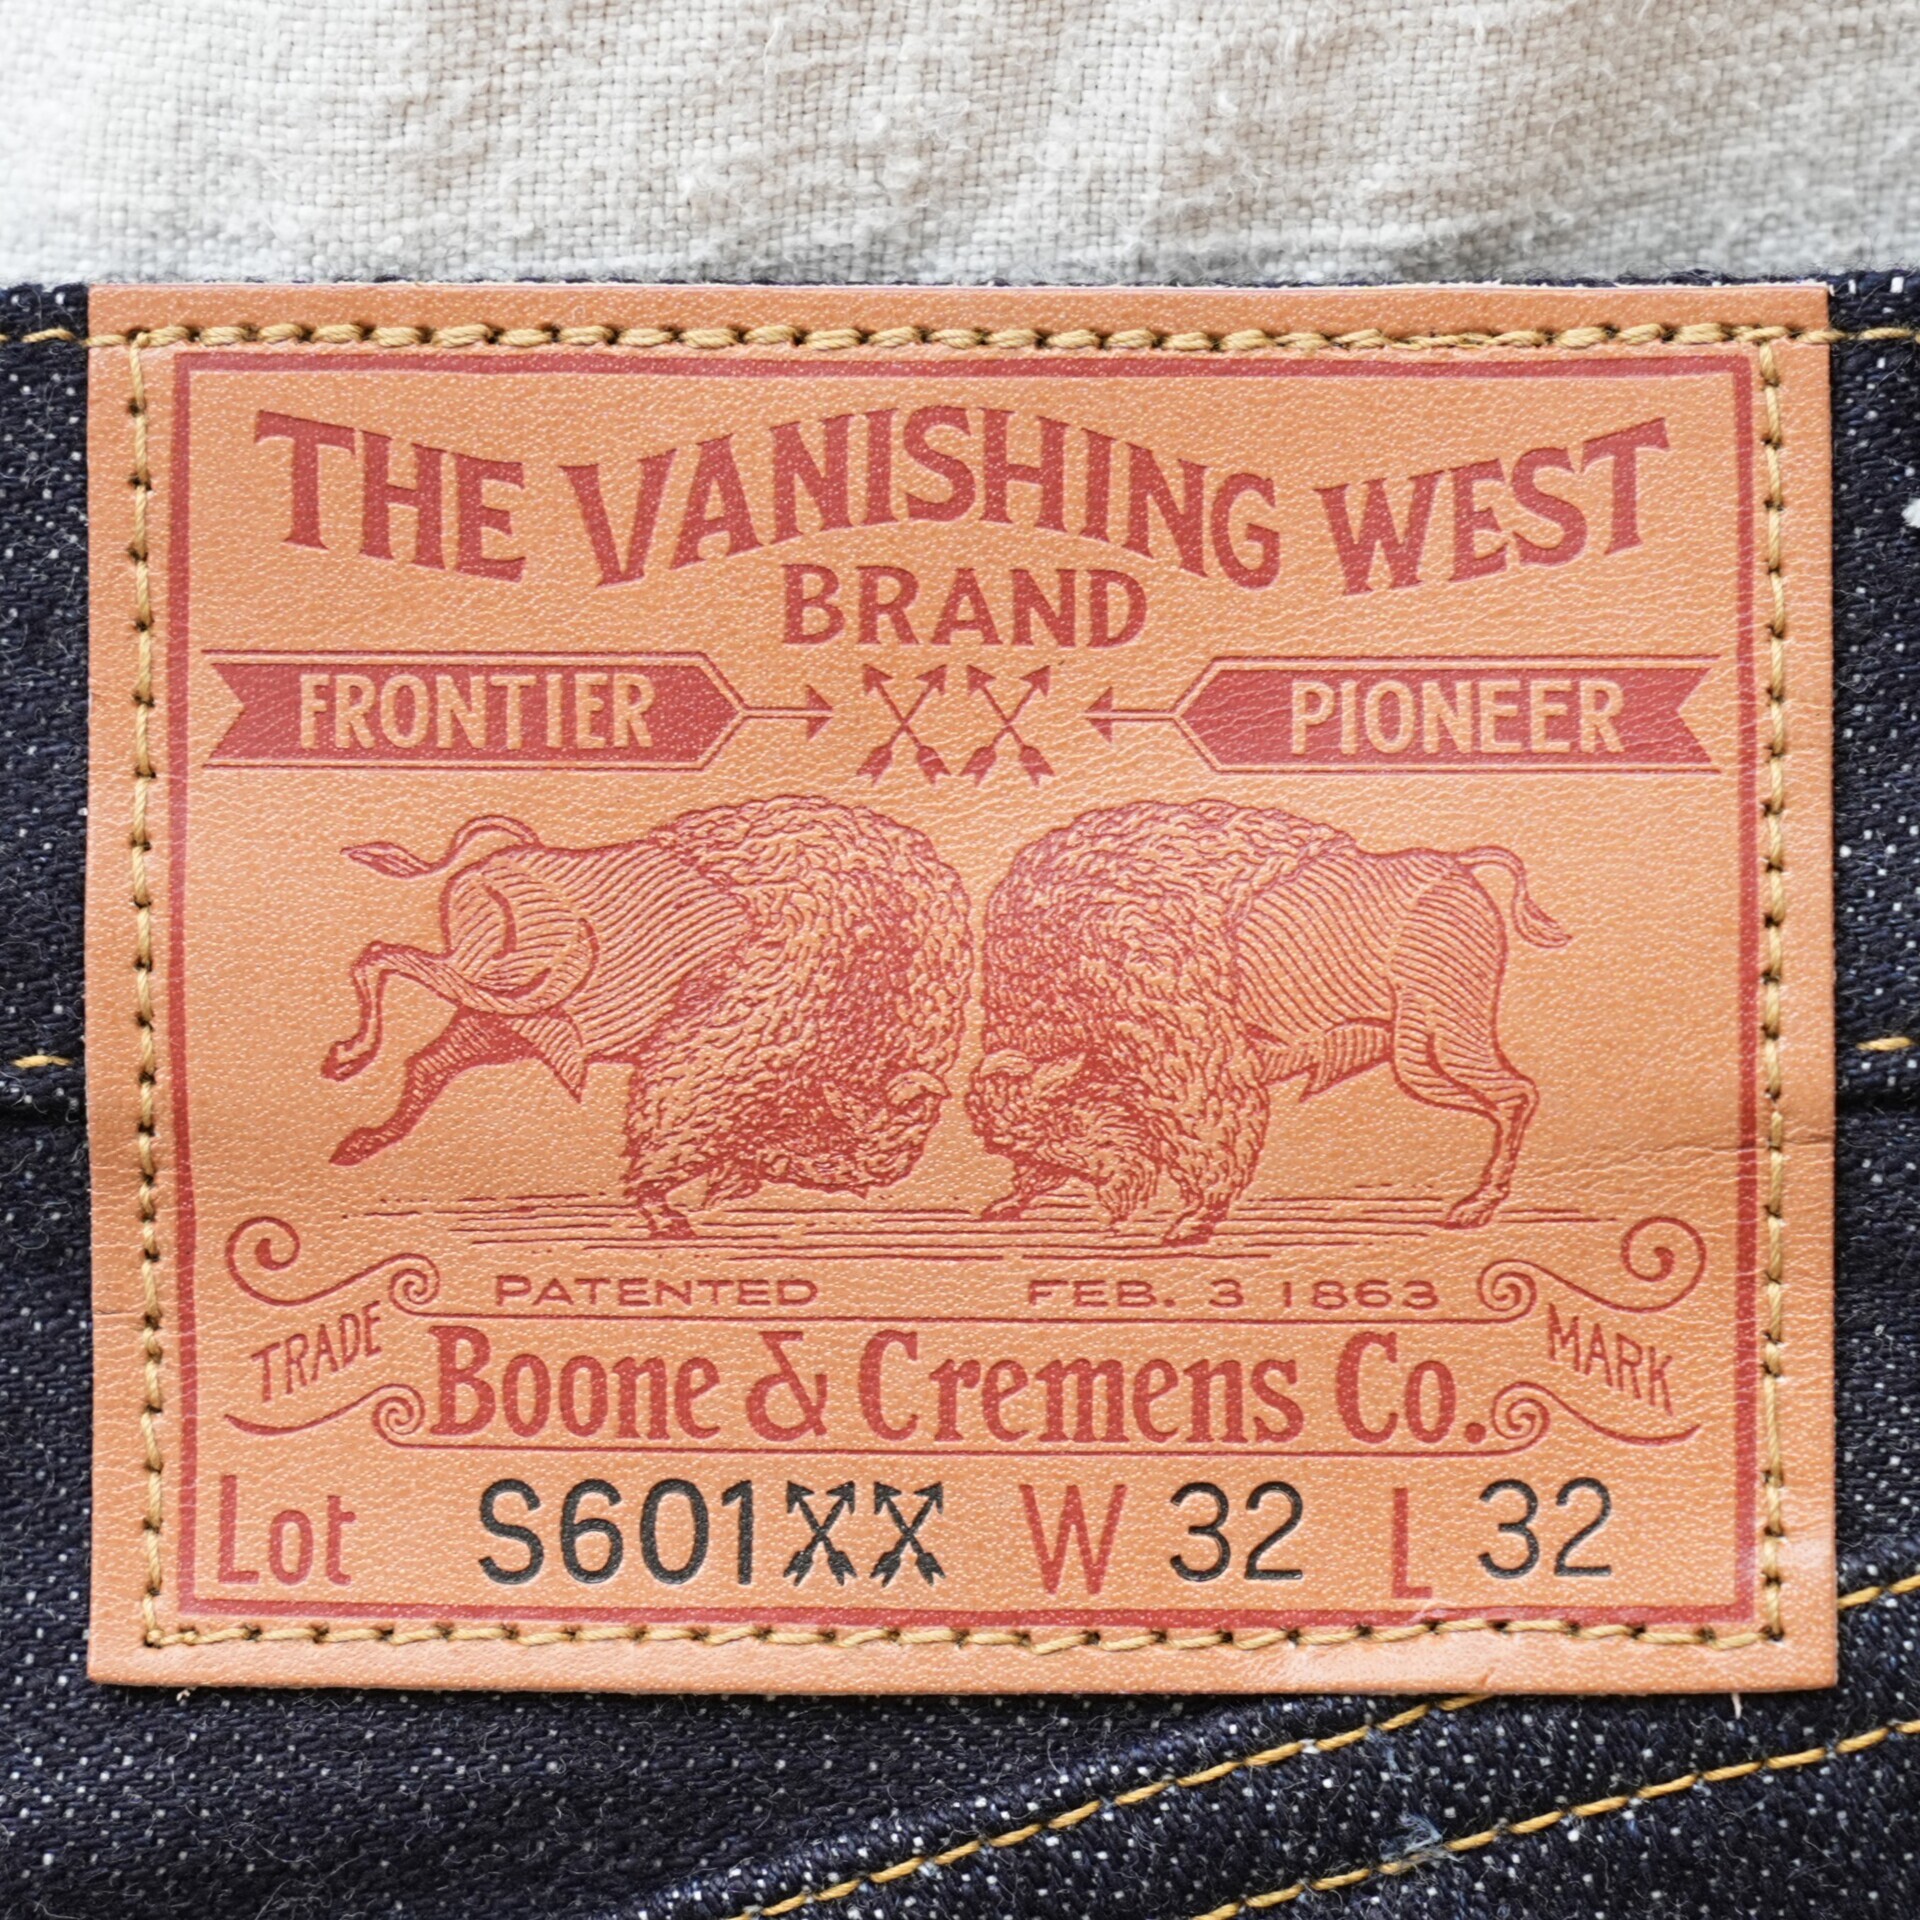 THE VANISHING WEST
BRAND
FRONTIER XX PIONEER
PATENTED FEB. 3 1863
TRADE Boone & Cremens Co. MARK
Lot S601XX W 32 L 32